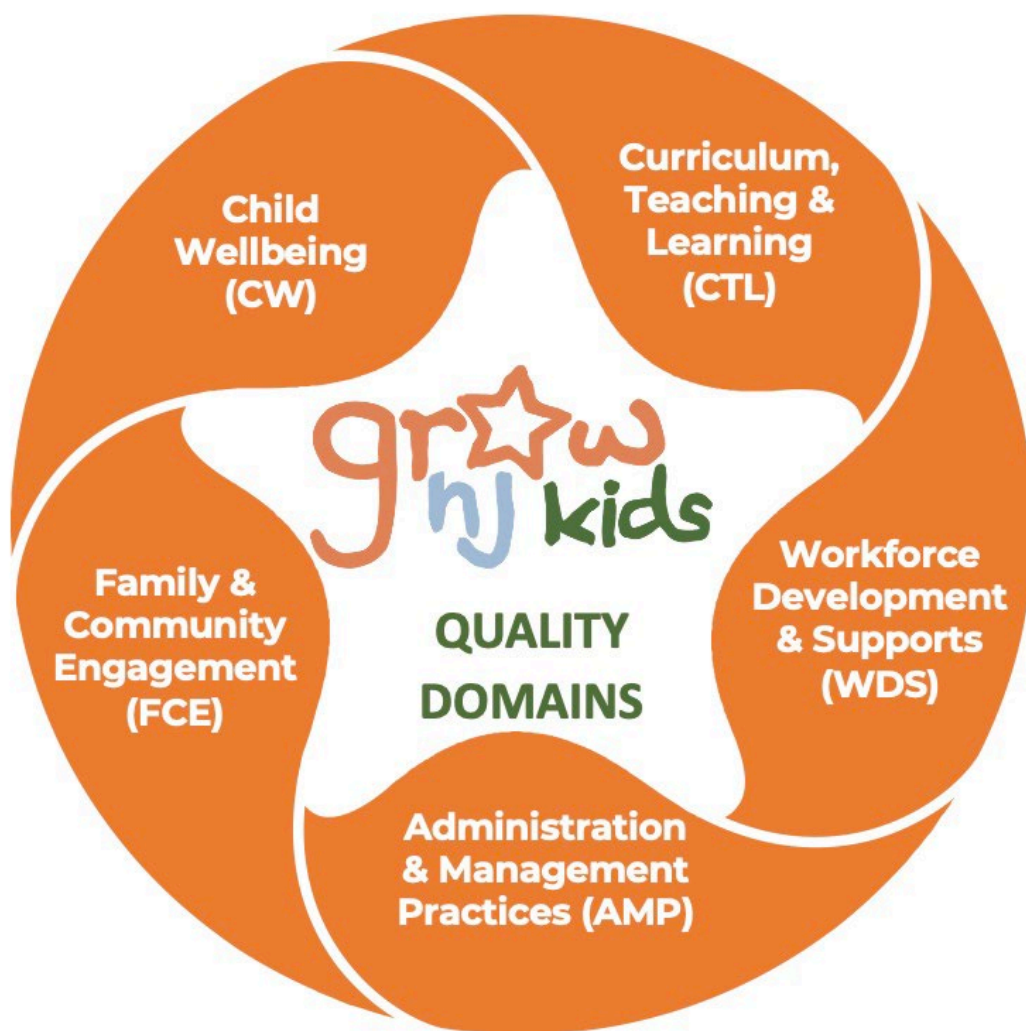 Child
Wellbeing
(CW)
Curriculum,
Teaching &
Learning
(CTL)
grow
nj kids
QUALITY
DOMAINS
Family &
Community
Engagement
(FCE)
Workforce
Development
& Supports
(WDS)
Administration
& Management
Practices (AMP)